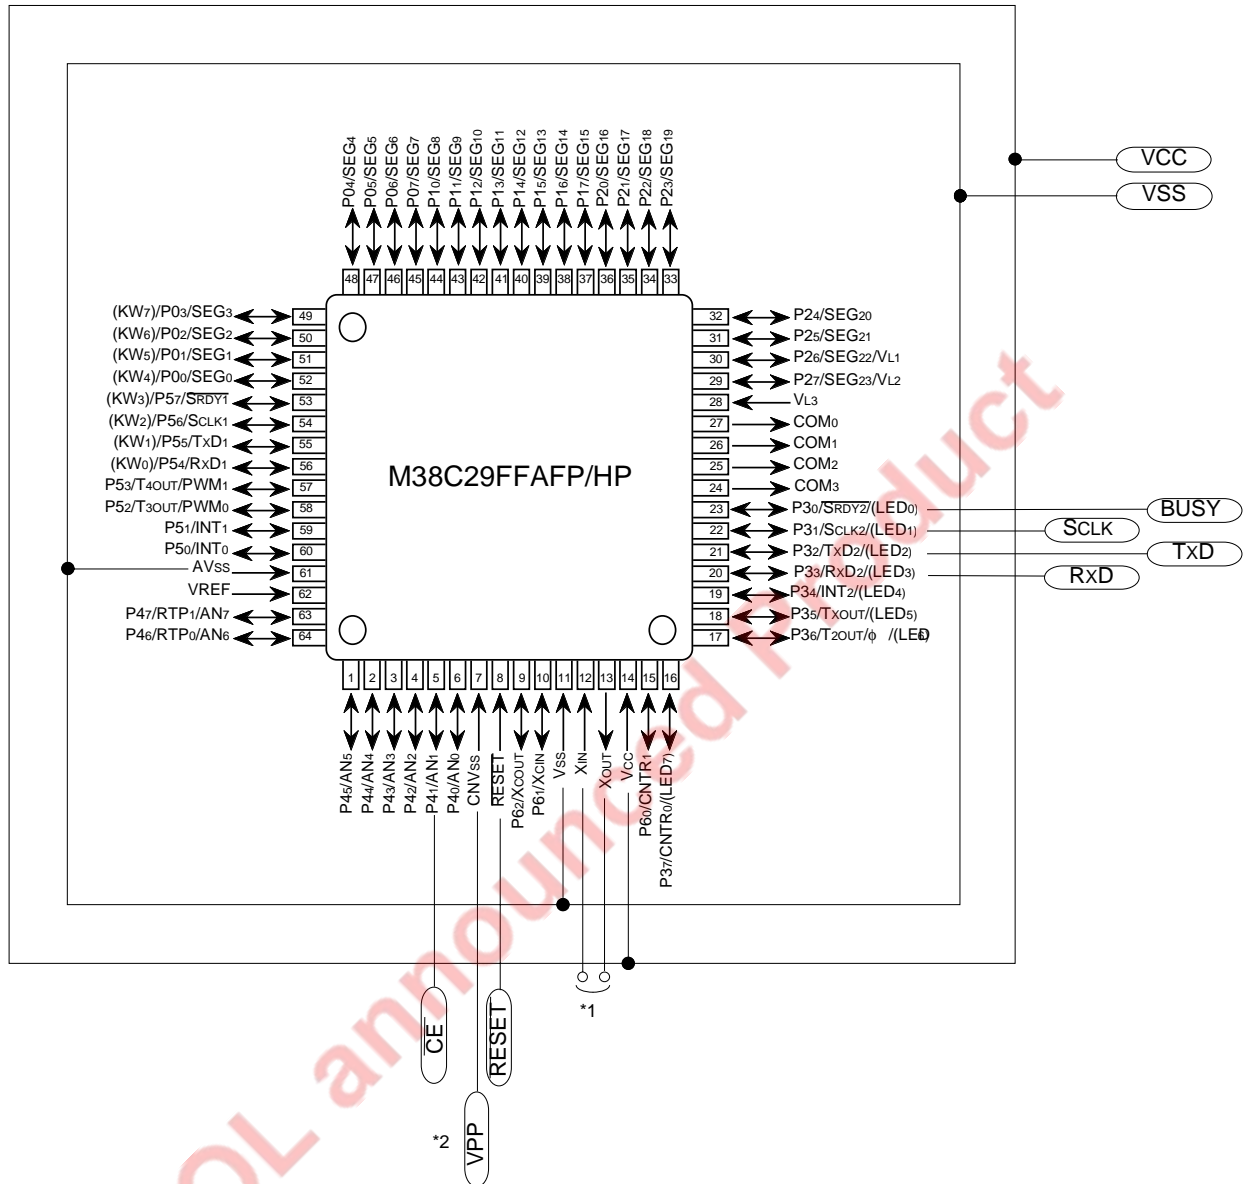 P04/SEG4
P05/SEG5
P06/SEG6
P07/SEG7
P10/SEG8
P11/SEG9
P12/SEG10
P13/SEG11
P14/SEG12
P15/SEG13
P16/SEG14
P17/SEG15
P20/SEG16
P21/SEG17
P22/SEG18
P23/SEG19
VCC
VSS
48 47 46 45 44 43 42 41 40 39 38 37 36 35 34 33
(KW7)/P03/SEG3 49
(KW6)/P02/SEG2 50
(KW5)/P01/SEG1 51
(KW4)/P00/SEG0 52
(KW3)/P57/SRDY1 53
(KW2)/P56/SCLK1 54
(KW1)/P55/TXD1 55
(KW0)/P54/RXD1 56
P53/T4OUT/PWM1 57
P52/T3OUT/PWM0 58
P51/INT1 59
P50/INT0 60
AVSS 61
VREF 62
P47/RTP1/AN7 63
P46/RTP0/AN6 64
M38C29FFAFP/HP
32 P24/SEG20
31 P25/SEG21
30 P26/SEG22/VL1
29 P27/SEG23/VL2
28 VL3
27 COM0
26 COM1
25 COM2
24 COM3
23 P30/SRDY2/(LED0) BUSY
22 P31/SCLK2/(LED1) SCLK
21 P32/TXD2/(LED2) TXD
20 P33/RXD2/(LED3) RXD
19 P34/INT2/(LED4)
18 P35/TXOUT/(LED5)
17 P36/T2OUT/ϕ /(LED6)
1 2 3 4 5 6 7 8 9 10 11 12 13 14 15 16
P45/AN5
P44/AN4
P43/AN3
P42/AN2
P41/AN1
P40/AN0
CNVSS
RESET
P62/XCOUT
P61/XCIN
VSS
XIN
XOUT
VCC
P60/CNTR1
P37/CNTR0/(LED7)
*1
CE
RESET
*2 VPP
OL announced Product